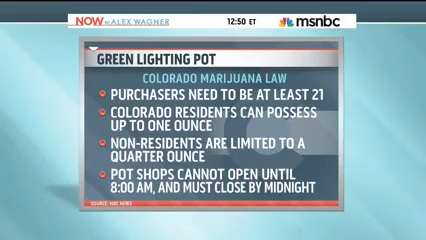 NOW W/ ALEX WAGNER
12:50 ET
msnbc
GREEN LIGHTING POT
COLORADO MARIJUANA LAW
PURCHASERS NEED TO BE AT LEAST 21
COLORADO RESIDENTS CAN POSSESS
UP TO ONE OUNCE
NON-RESIDENTS ARE LIMITED TO A
QUARTER OUNCE
POT SHOPS CANNOT OPEN UNTIL
8:00 AM, AND MUST CLOSE BY MIDNIGHT
SOURCE: NBC NEWS